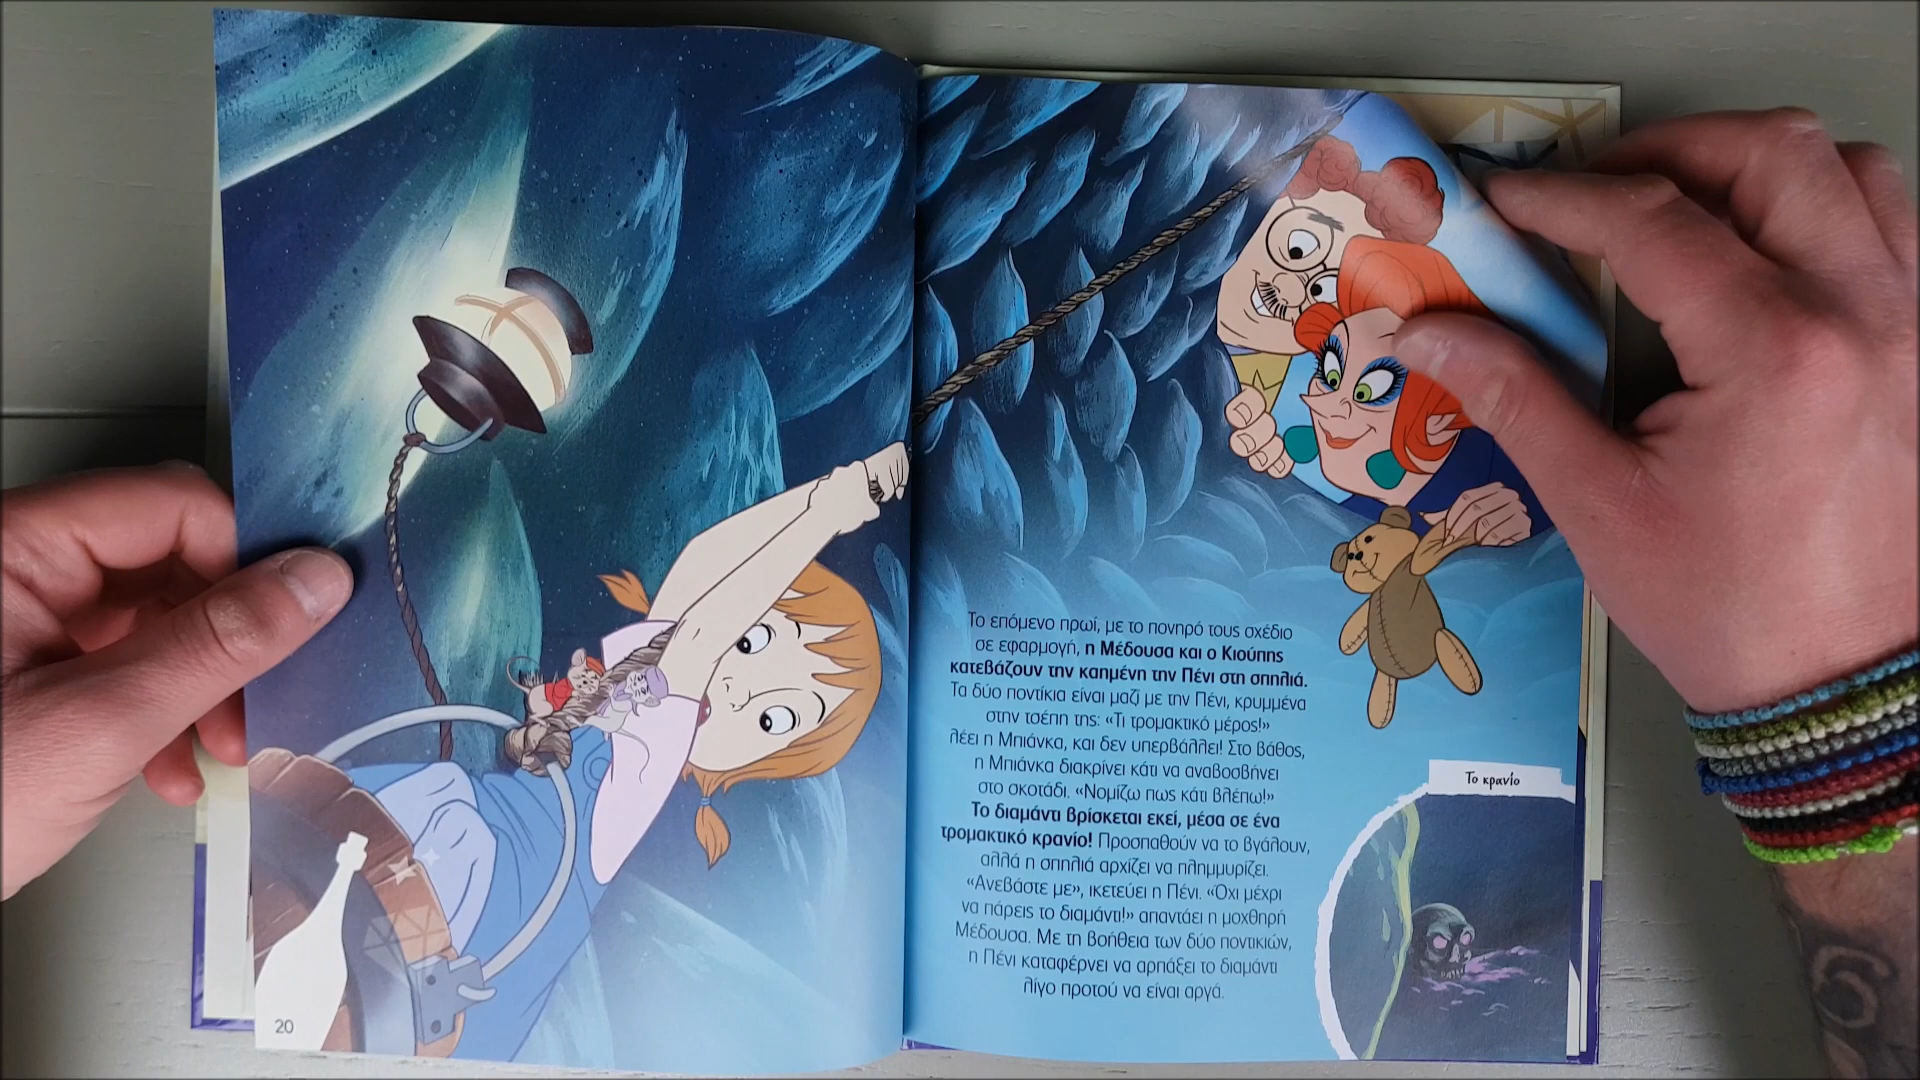 Το επόμενο πρωί, με το πονηρό τους σχέδιο
σε εφαρμογή, η Μέδουσα και ο Κιούπης
κατεβάζουν την καημένη την Πένι στη σπηλιά.
Τα δύο ποντίκια είναι μαζί με την Πένι, κρυμμένα
στην τσέπη της: «Τι τρομακτικό μέρος!»
λέει η Μπιάνκα, και δεν υπερβάλλει! Στο βάθος,
η Μπιάνκα διακρίνει κάτι να αναβοσβήνει
στο σκοτάδι. «Νομίζω πως κάτι βλέπω!»
Το διαμάντι βρίσκεται εκεί, μέσα σε ένα
τρομακτικό κρανίο! Προσπαθούν να το βγάλουν,
αλλά η σπηλιά αρχίζει να πλημμυρίζει.
«Ανεβάστε με», ικετεύει η Πένι. «Όχι μέχρι
να πάρεις το διαμάντι!» απαντάει η μοχθηρή
Μέδουσα. Με τη βοήθεια των δύο ποντικιών,
η Πένι καταφέρνει να αρπάξει το διαμάντι
λίγο προτού να είναι αργά.
Το κρανίο
20